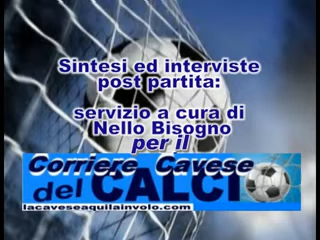 Sintesi ed interviste
post partita:
servizio a cura di
Nello Bisogno
per il
Corriere Cavese
del CALCIO
lacaveseaquilainvolo.com